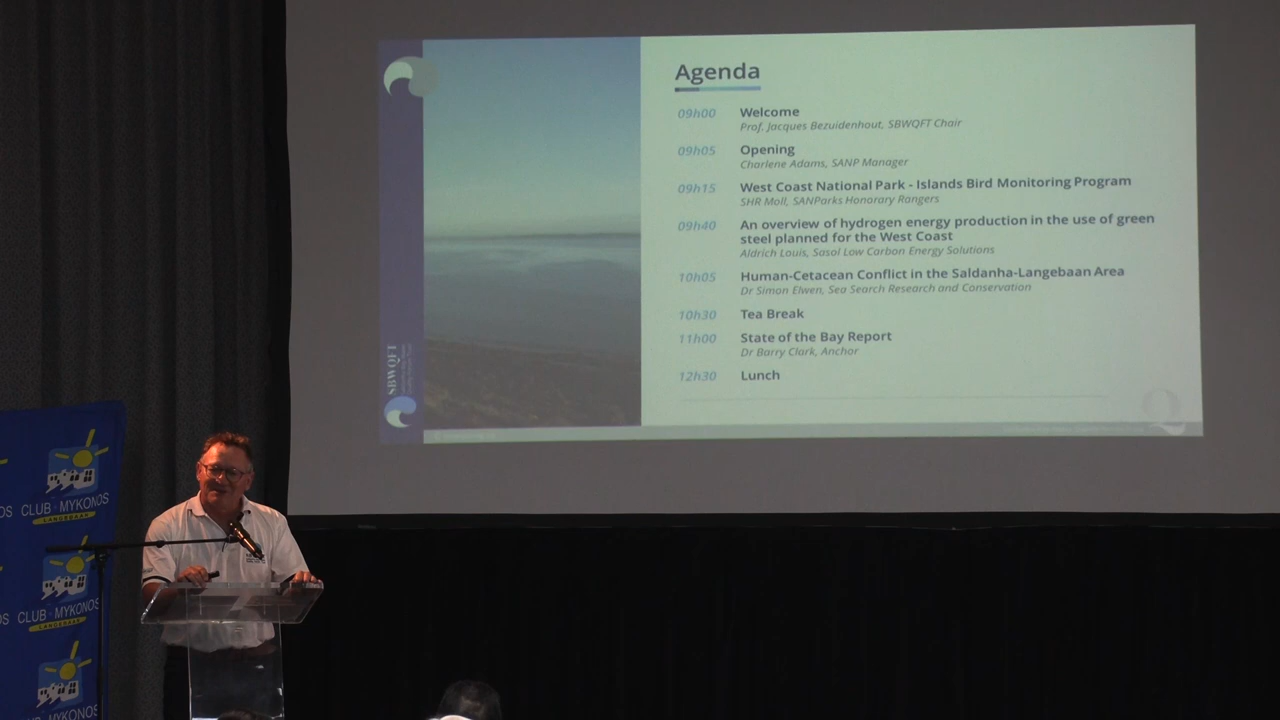 Agenda
09h00 Welcome
Prof. Jacques Bezuidenhout, SBWQFT Chair
09h05 Opening
Charlene Adams, SANP Manager
09h15 West Coast National Park - Islands Bird Monitoring Program
SHR Moll, SANParks Honorary Rangers
09h40 An overview of hydrogen energy production in the use of green
steel planned for the West Coast
Aldrich Louis, Sasol Low Carbon Energy Solutions
10h05 Human-Cetacean Conflict in the Saldanha-Langebaan Area
Dr Simon Elwen, Sea Search Research and Conservation
10h30 Tea Break
11h00 State of the Bay Report
Dr Barry Clark, Anchor
12h30 Lunch
SBWQFT
OS CLUB MYKONOS
LANGEBAAN
OS CLUB MYKONOS
LANGEBAAN
CLUB MYKONOS